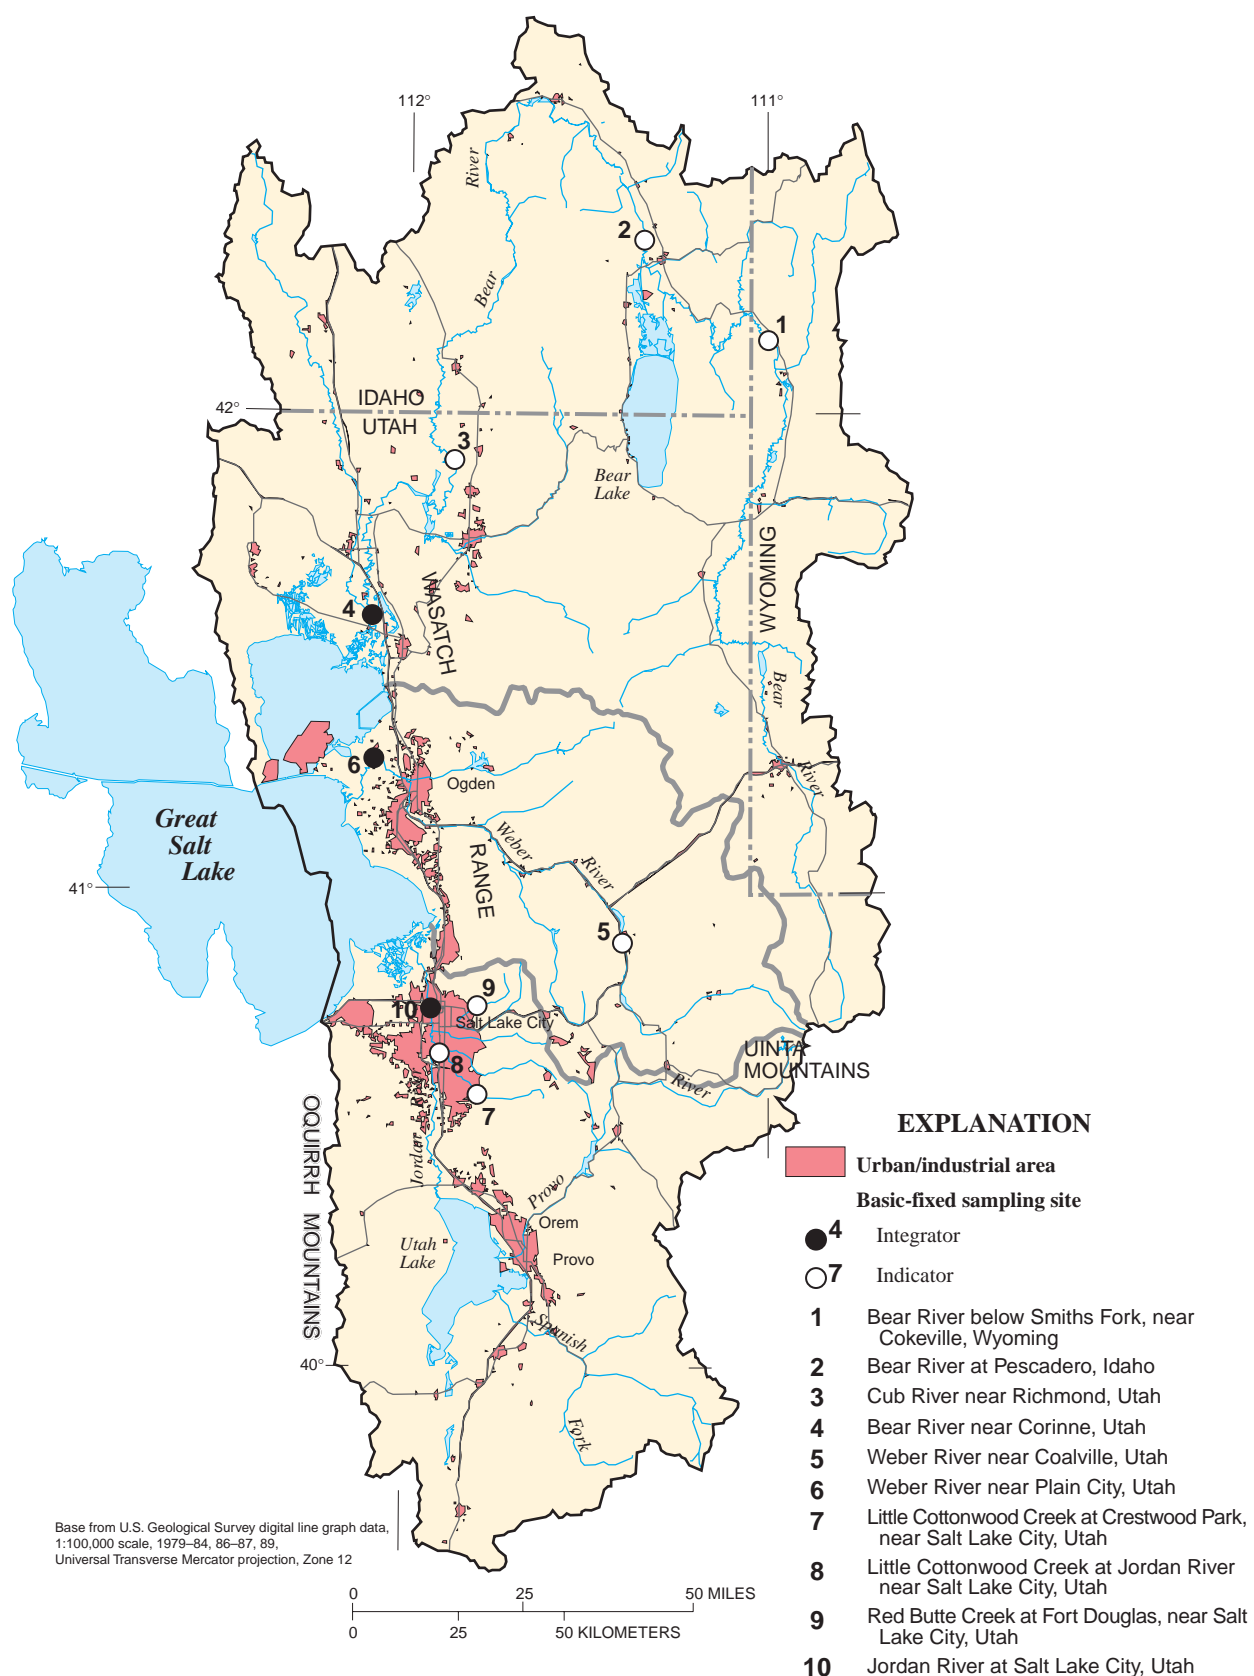 112°
111°
River
2
Bear
1
IDAHO
42°
UTAH
3
Bear
Lake
WYOMING
WASATCH
4
Bear
6
River
Ogden
Great
Salt
Lake
Weber
River
RANGE
41°
5
9
10
Salt Lake City
8
UINTA
MOUNTAINS
River
7
Jordan River
OQUIRRH MOUNTAINS
Provo
Orem
Utah
Lake
Provo
Spanish
40°
Fork
EXPLANATION
Urban/industrial area
Basic-fixed sampling site
4 Integrator
7 Indicator
1 Bear River below Smiths Fork, near
Cokeville, Wyoming
2 Bear River at Pescadero, Idaho
3 Cub River near Richmond, Utah
4 Bear River near Corinne, Utah
5 Weber River near Coalville, Utah
6 Weber River near Plain City, Utah
7 Little Cottonwood Creek at Crestwood Park,
near Salt Lake City, Utah
8 Little Cottonwood Creek at Jordan River
near Salt Lake City, Utah
9 Red Butte Creek at Fort Douglas, near Salt
Lake City, Utah
10 Jordan River at Salt Lake City, Utah
Base from U.S. Geological Survey digital line graph data,
1:100,000 scale, 1979–84, 86–87, 89,
Universal Transverse Mercator projection, Zone 12
0 25 50 MILES
0 25 50 KILOMETERS